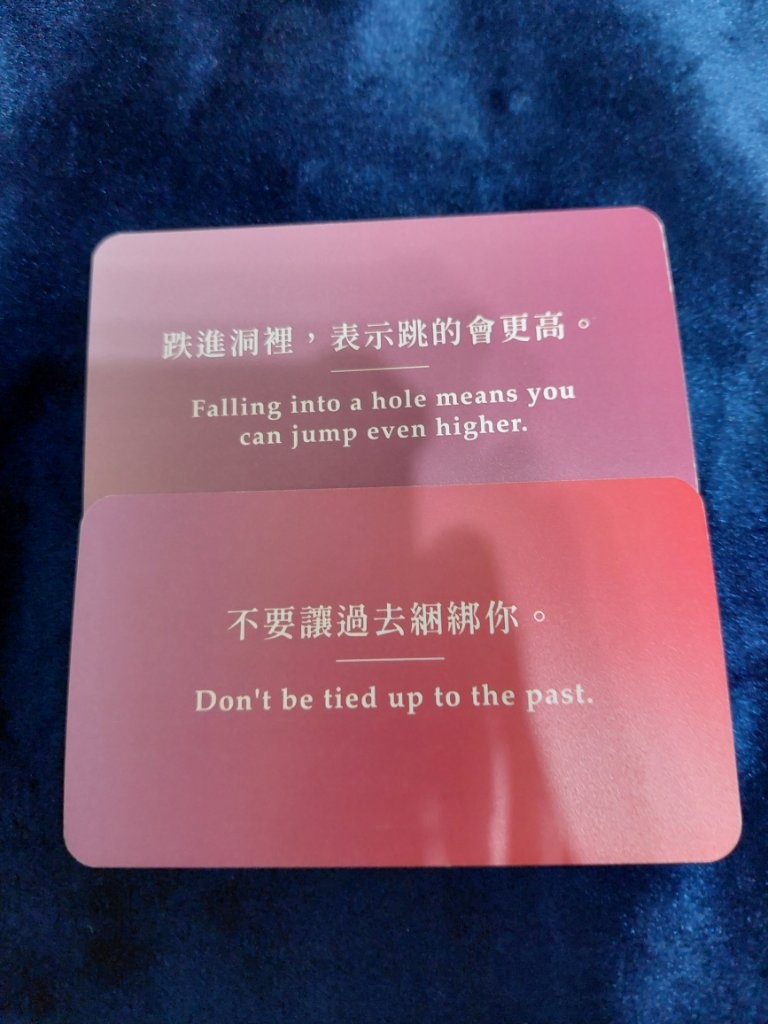 跌進洞裡，表示跳的會更高。
Falling into a hole means you
can jump even higher.
不要讓過去綑綁你。
Don't be tied up to the past.